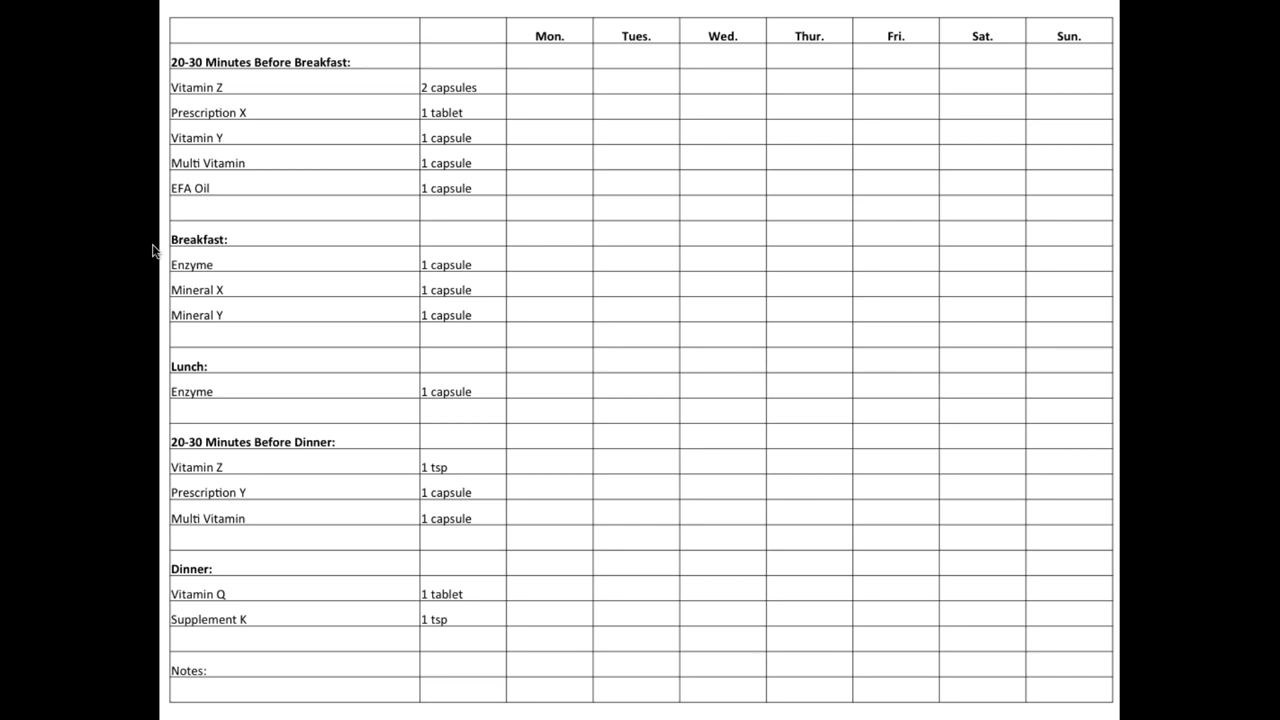 Mon. Tues. Wed. Thur. Fri. Sat. Sun.
20-30 Minutes Before Breakfast:
Vitamin Z 2 capsules
Prescription X 1 tablet
Vitamin Y 1 capsule
Multi Vitamin 1 capsule
EFA Oil 1 capsule
Breakfast:
Enzyme 1 capsule
Mineral X 1 capsule
Mineral Y 1 capsule
Lunch:
Enzyme 1 capsule
20-30 Minutes Before Dinner:
Vitamin Z 1 tsp
Prescription Y 1 capsule
Multi Vitamin 1 capsule
Dinner:
Vitamin Q 1 tablet
Supplement K 1 tsp
Notes: